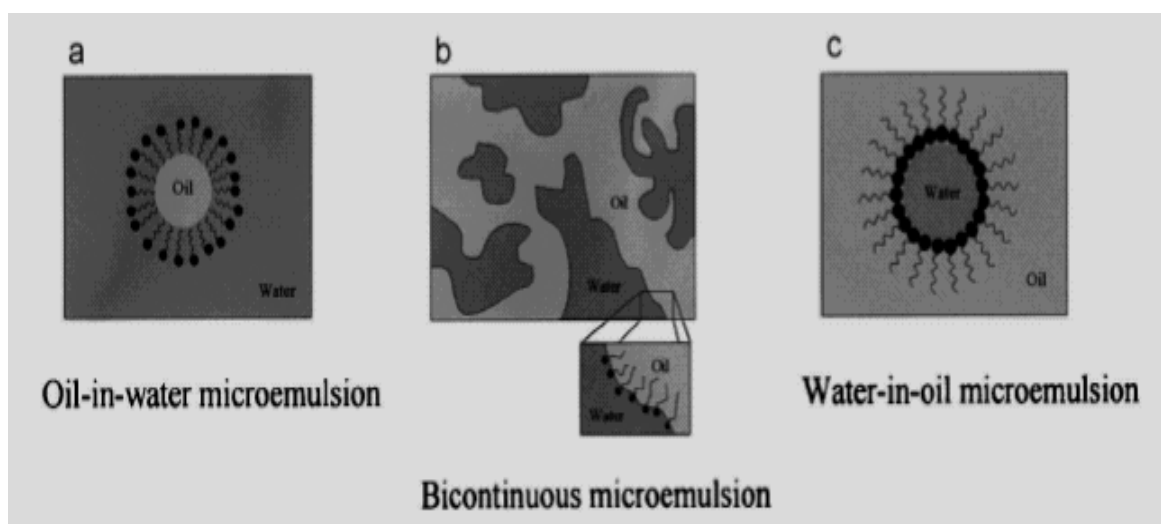 a
b
c
Oil
Water
Oil
Water
Water
Oil
Oil
Water
Oil-in-water microemulsion
Water-in-oil microemulsion
Bicontinuous microemulsion